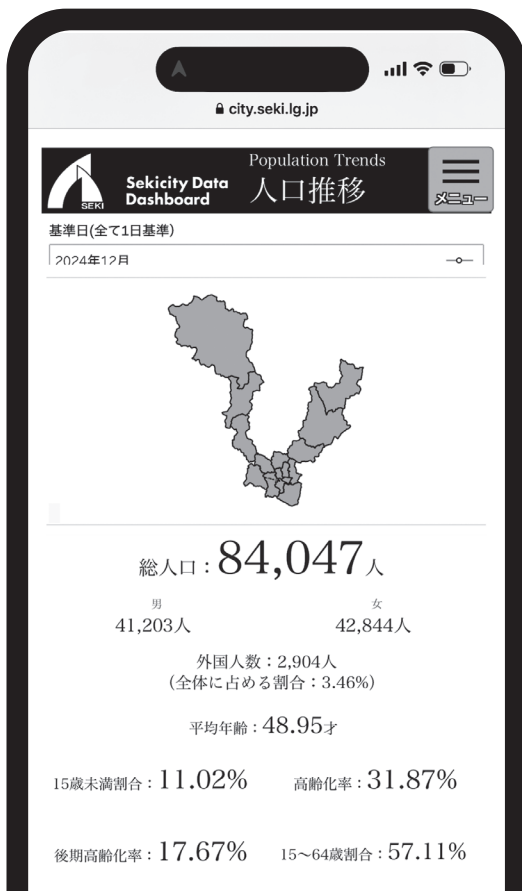 city.seki.lg.jp
SEKI
Sekicity Data
Dashboard
Population Trends
人口推移
メニュー
基準日(全て1日基準)
2024年12月
総人口：84,047人
男 女
41,203人 42,844人
外国人数：2,904人
(全体に占める割合：3.46%)
平均年齢：48.95才
15歳未満割合：11.02% 高齢化率：31.87%
後期高齢化率：17.67% 15～64歳割合：57.11%